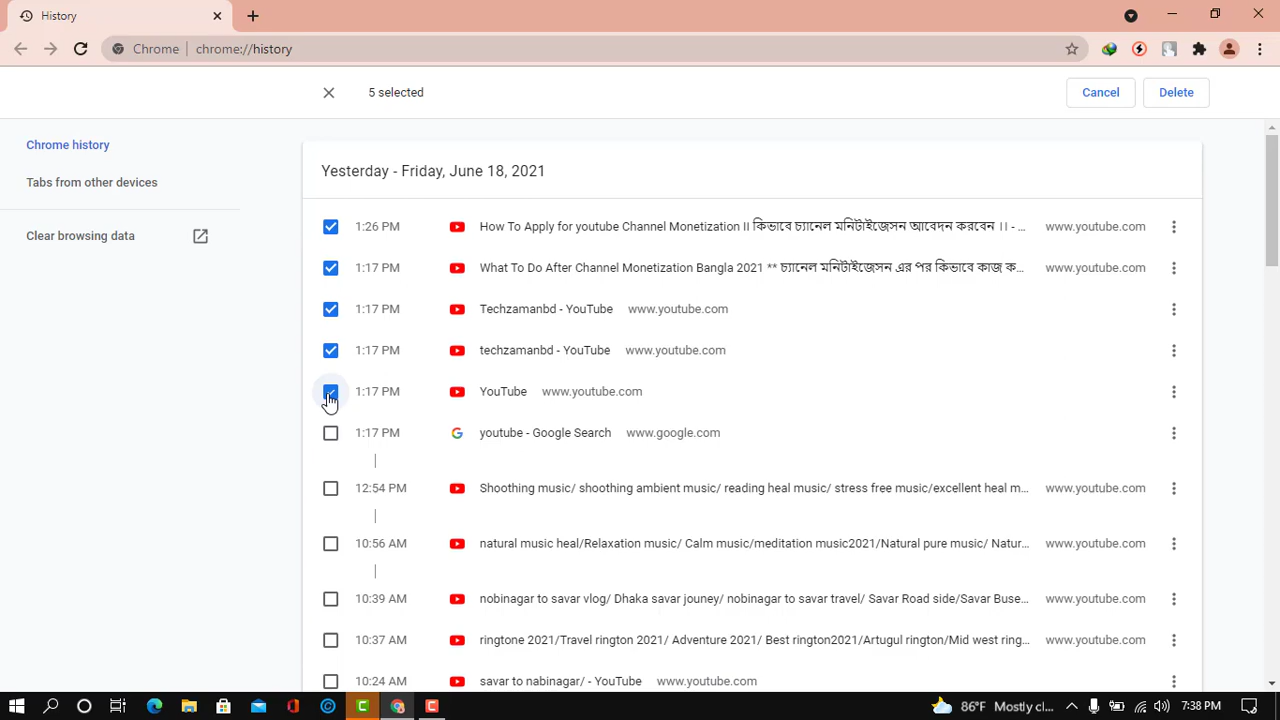 History
Chrome | chrome://history
5 selected
Cancel
Delete
Chrome history
Tabs from other devices
Clear browsing data
Yesterday - Friday, June 18, 2021
1:26 PM How To Apply for youtube Channel Monetization II কিভাবে চ্যানেল মনিটাইজেসন আবেদন করবেন ।। - ... www.youtube.com
1:17 PM What To Do After Channel Monetization Bangla 2021 ** চ্যানেল মনিটাইজেসন এর পর কিভাবে কাজ ক... www.youtube.com
1:17 PM Techzamanbd - YouTube www.youtube.com
1:17 PM techzamanbd - YouTube www.youtube.com
1:17 PM YouTube www.youtube.com
1:17 PM youtube - Google Search www.google.com
12:54 PM Shoothing music/ shoothing ambient music/ reading heal music/ stress free music/excellent heal m... www.youtube.com
10:56 AM natural music heal/Relaxation music/ Calm music/meditation music2021/Natural pure music/ Natur... www.youtube.com
10:39 AM nobinagar to savar vlog/ Dhaka savar jouney/ nobinagar to savar travel/ Savar Road side/Savar Buse... www.youtube.com
10:37 AM ringtone 2021/Travel rington 2021/ Adventure 2021/ Best rington2021/Artugul rington/Mid west ring... www.youtube.com
10:24 AM savar to nabinagar/ - YouTube www.youtube.com
86°F Mostly cl... 7:38 PM